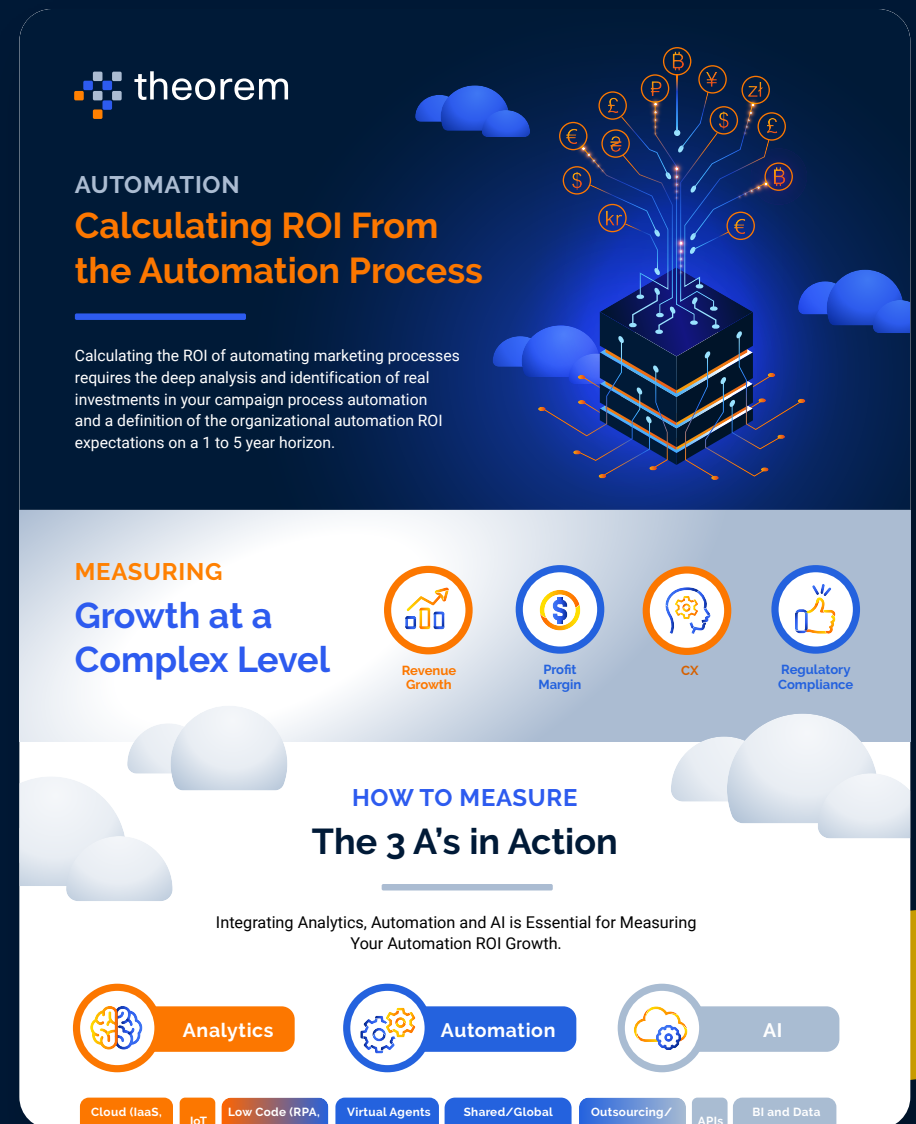 theorem
AUTOMATION
Calculating ROI From
the Automation Process
Calculating the ROI of automating marketing processes
requires the deep analysis and identification of real
investments in your campaign process automation
and a definition of the organizational automation ROI
expectations on a 1 to 5 year horizon.
₿
¥
₽
zł
£
$
£
€
₴
$
₿
kr
€
MEASURING
Growth at a
Complex Level
$
Revenue
Growth
Profit
Margin
CX
Regulatory
Compliance
HOW TO MEASURE
The 3 A’s in Action
Integrating Analytics, Automation and AI is Essential for Measuring
Your Automation ROI Growth.
Analytics
Automation
AI
Cloud (IaaS,
IoT
Low Code (RPA,
Virtual Agents
Shared/Global
Outsourcing/
APIs
BI and Data